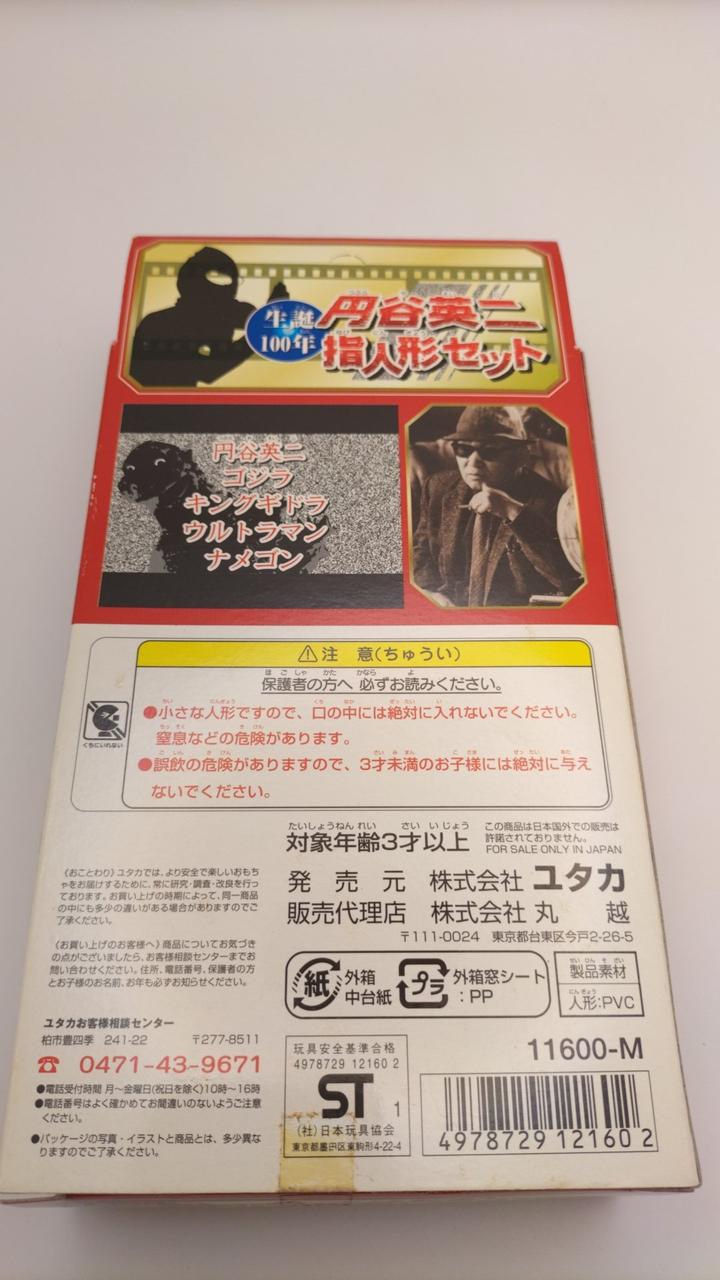 生誕
100年
円谷英二
指人形セット
円谷英二
ゴジラ
キングギドラ
ウルトラマン
ナメゴン
⚠注 意(ちゅうい)
保護者の方へ 必ずお読みください。
●小さな人形ですので、口の中には絶対に入れないでください。
窒息などの危険があります。
●誤飲の危険がありますので、3才未満のお子様には絶対に与え
ないでください。
くちにいれない
対象年齢3才以上
この商品は日本国外での販売は
許諾されておりません。
FOR SALE ONLY IN JAPAN
発売元 株式会社 ユタカ
販売代理店 株式会社 丸 越
〒111-0024 東京都台東区今戸2-26-5
《おことわり》ユタカでは、より安全で楽しいおもち
ゃをお届けするために、常に研究・調査・改良を行っ
ております。お買い上げの時期によって、同一商品
の中にも多少の違いがある場合がありますのでご
了承ください。
《お買い上げのお客様へ》商品についてお気づき
の点がございましたら、お客様相談センターまでお
問い合わせください。住所、電話番号、保護者の方
とお子様のお名前、お年も必ずお知らせください。
ユタカお客様相談センター
柏市豊四季 241-22 〒277-8511
☎ 0471-43-9671
●電話受付時間 月〜金曜日(祝日を除く)10時〜16時
●電話番号はよく確かめてお間違いのないようご注意
ください。
●パッケージの写真・イラストと商品とは、多少異な
りますのでご了承ください。
紙 外箱
中台紙
プラ 外箱窓シート
:PP
製品素材
人形:PVC
玩具安全基準合格
4978729 12160 2
ST 1
(社)日本玩具協会
東京都墨田区東駒形4-22-4
11600-M
4978729 121602